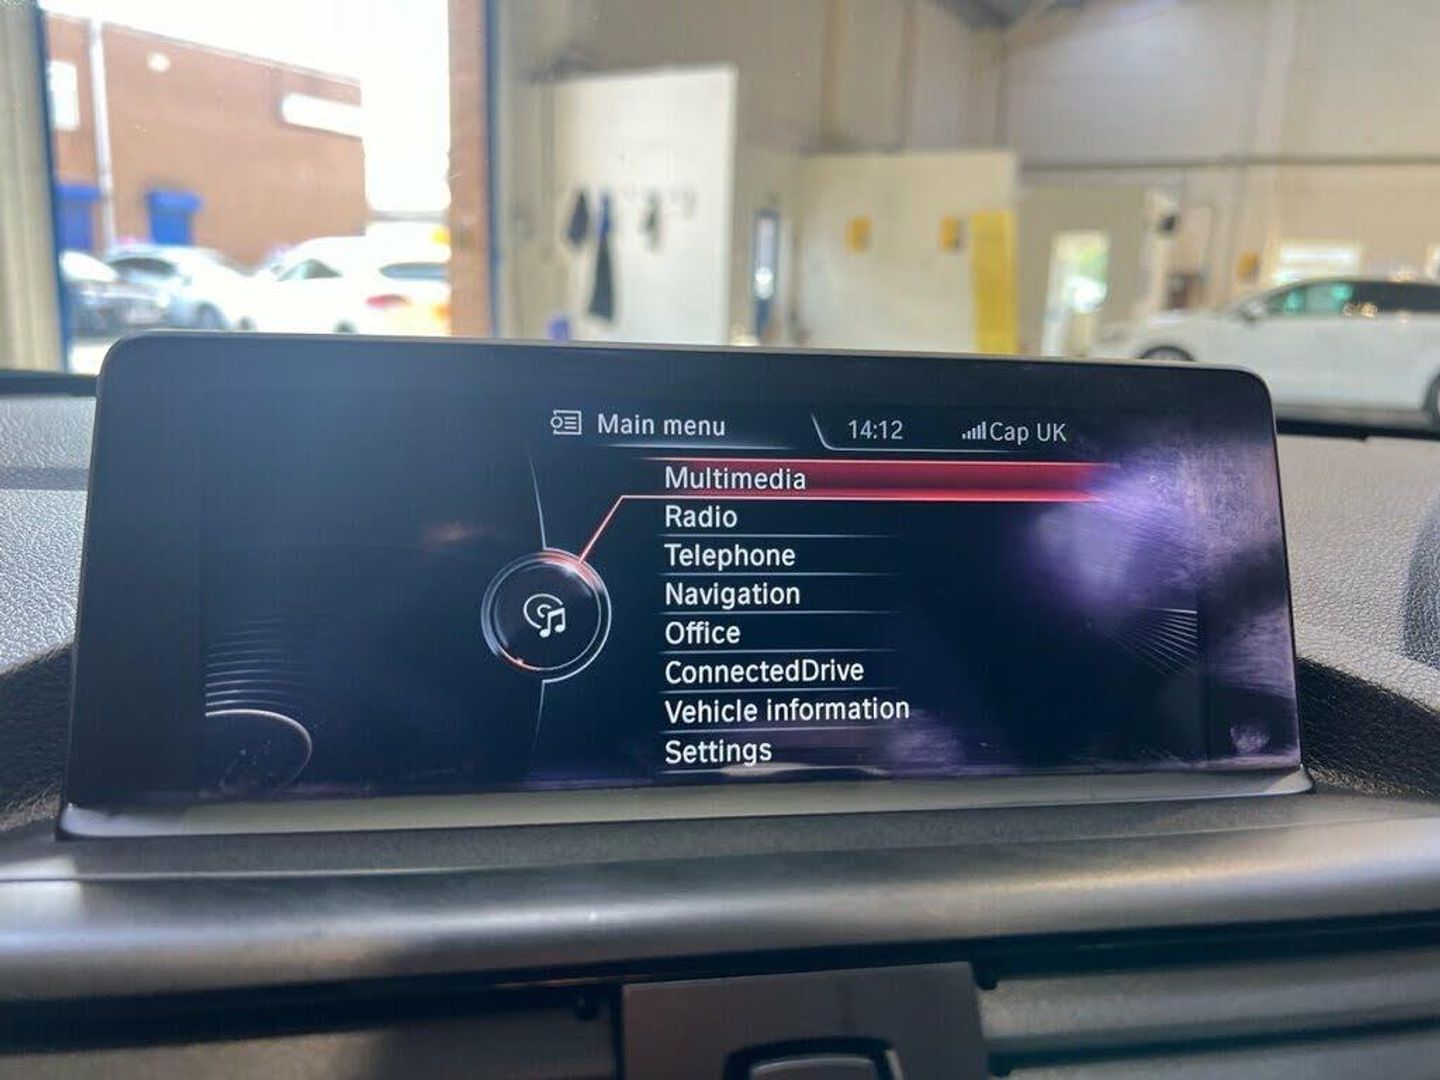 Main menu 14:12 Cap UK
Multimedia
Radio
Telephone
Navigation
Office
ConnectedDrive
Vehicle information
Settings